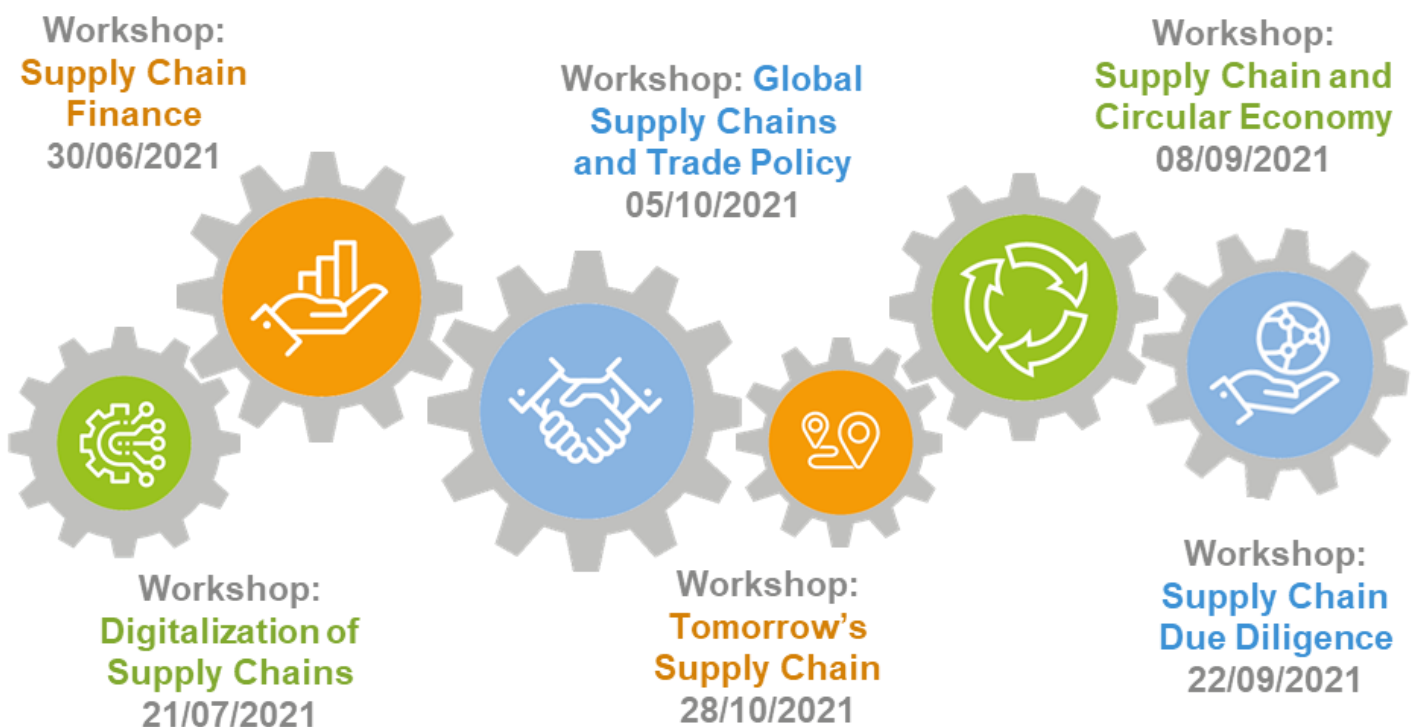 Workshop:
Supply Chain
Finance
30/06/2021
Workshop: Global
Supply Chains
and Trade Policy
05/10/2021
Workshop:
Supply Chain and
Circular Economy
08/09/2021
Workshop:
Digitalization of
Supply Chains
21/07/2021
Workshop:
Tomorrow's
Supply Chain
28/10/2021
Workshop:
Supply Chain
Due Diligence
22/09/2021